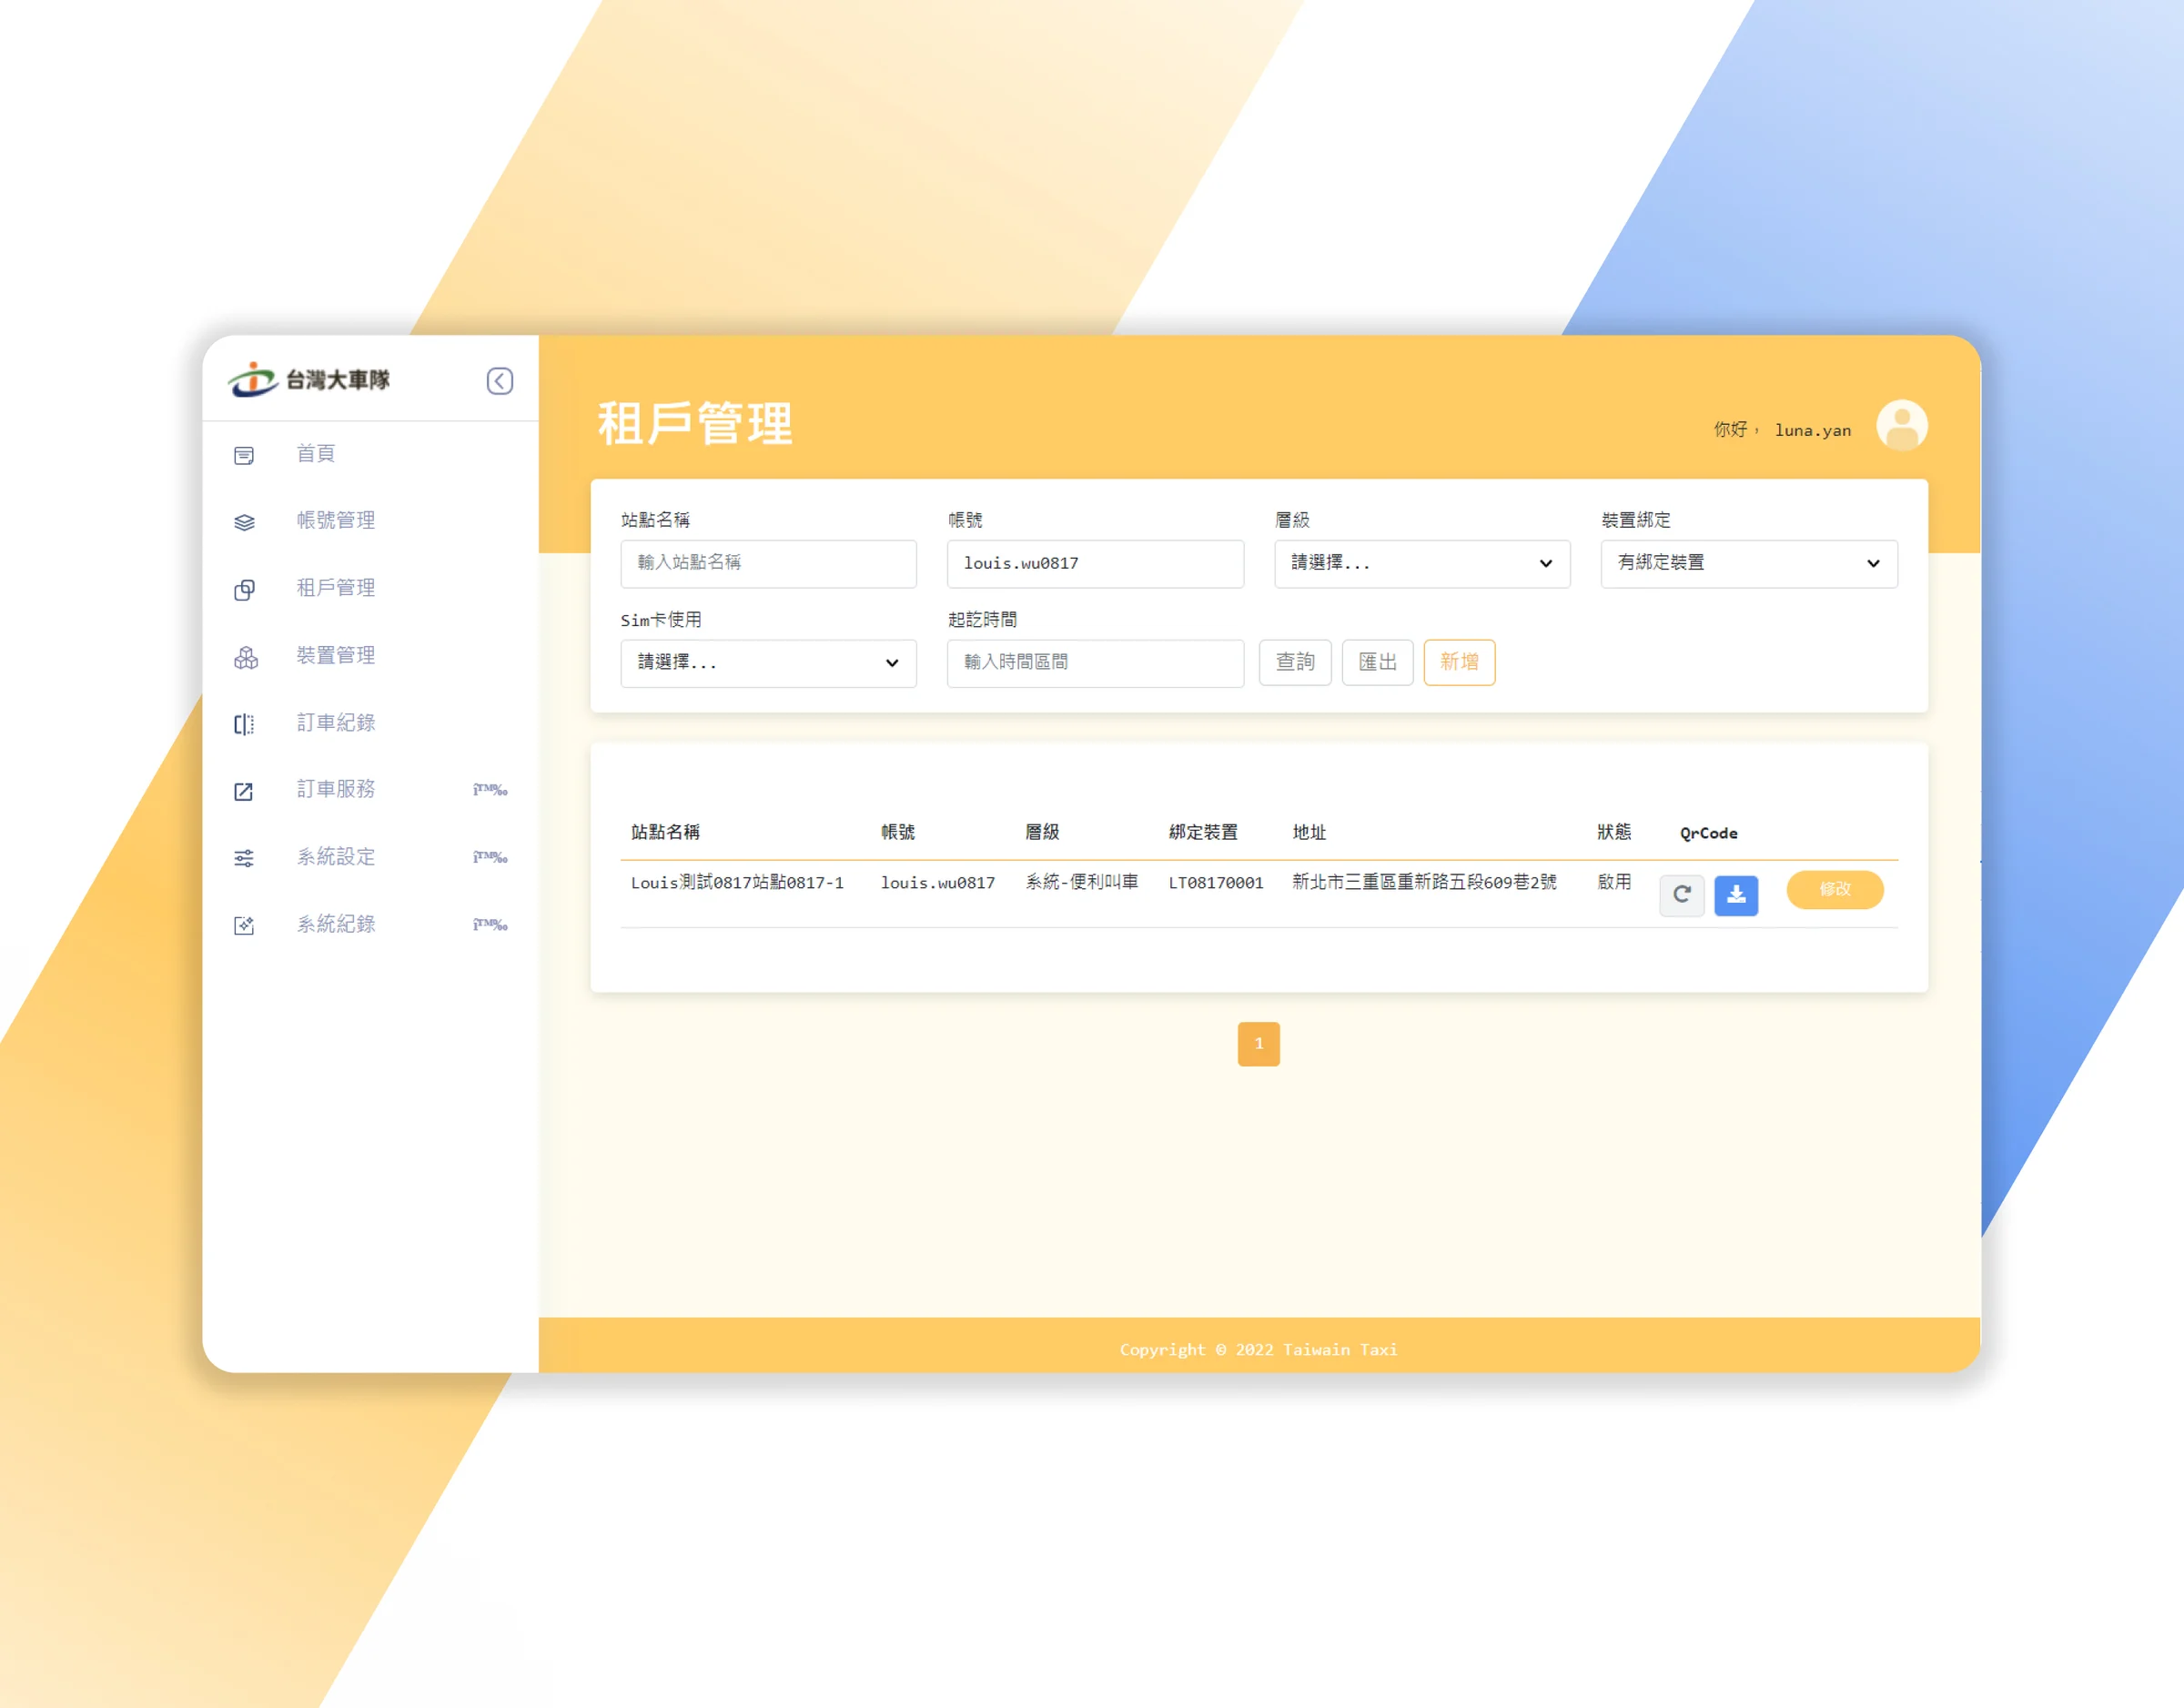 台灣大車隊
首頁
帳號管理
租戶管理
裝置管理
訂車紀錄
訂車服務 î™‰
系統設定 î™‰
系統紀錄 î™‰
租戶管理
你好， luna.yan
站點名稱 帳號 層級 裝置綁定
輸入站點名稱 louis.wu0817 請選擇... 有綁定裝置
Sim卡使用 起訖時間
請選擇... 輸入時間區間 查詢 匯出 新增
站點名稱 帳號 層級 綁定裝置 地址 狀態 QrCode
Louis測試0817站點0817-1 louis.wu0817 系統-便利叫車 LT08170001 新北市三重區重新路五段609巷2號 啟用 修改
1
Copyright © 2022 Taiwain Taxi